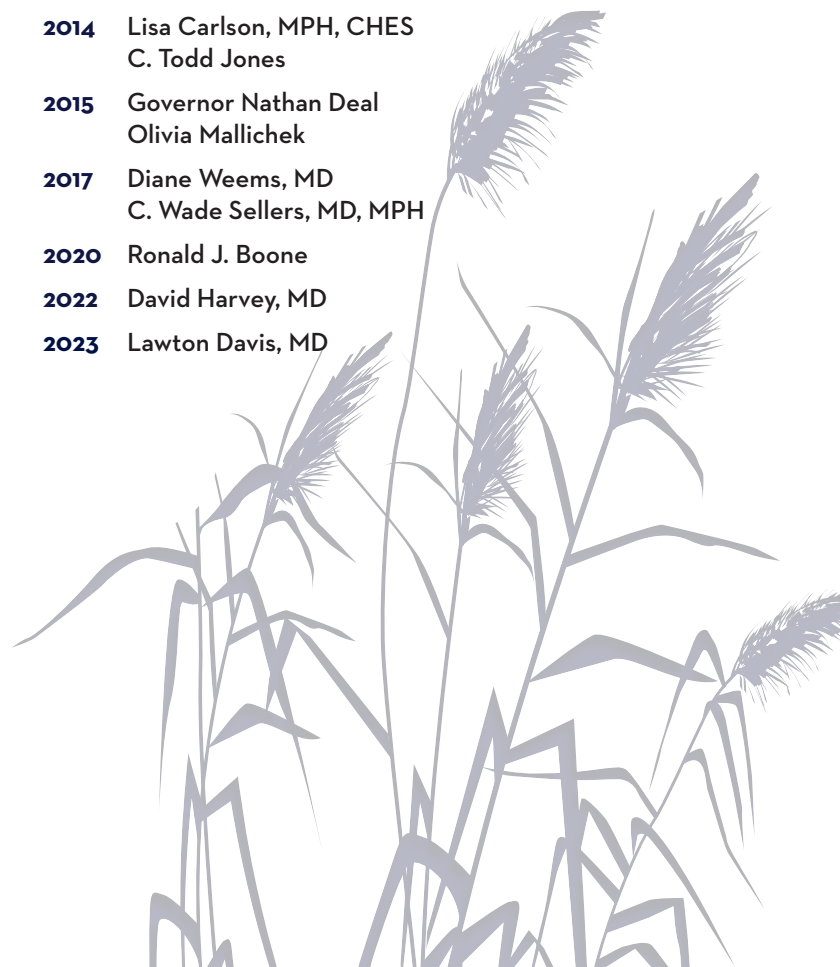 2014 Lisa Carlson, MPH, CHES
C. Todd Jones
2015 Governor Nathan Deal
Olivia Mallichek
2017 Diane Weems, MD
C. Wade Sellers, MD, MPH
2020 Ronald J. Boone
2022 David Harvey, MD
2023 Lawton Davis, MD